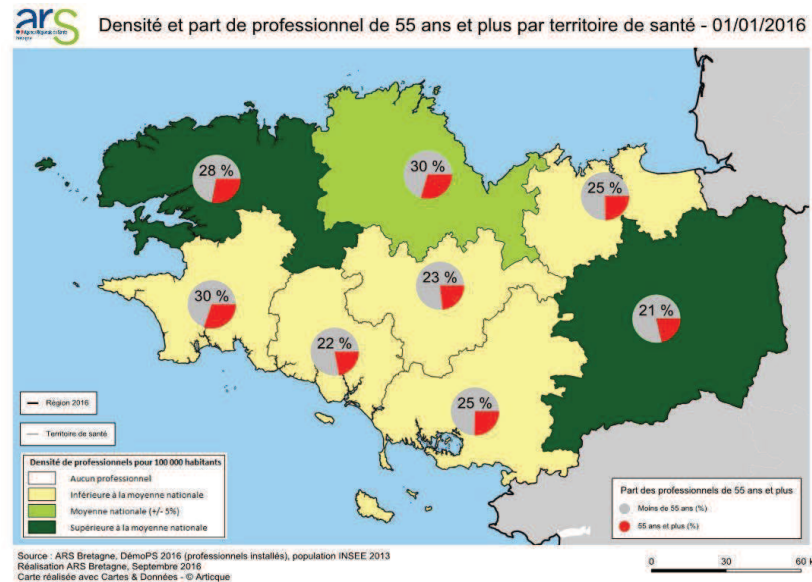 ars
Agence Régionale de Santé
Densité et part de professionnel de 55 ans et plus par territoire de santé - 01/01/2016
28 %
30 %
25 %
23 %
30 %
21 %
22 %
25 %
Région 2016
Territoire de santé
Densité de professionnels pour 100 000 habitants
Aucun professionnel
Inférieure à la moyenne nationale
Moyenne nationale (+/- 5%)
Supérieure à la moyenne nationale
Part des professionnels de 55 ans et plus
Moins de 55 ans (%)
55 ans et plus (%)
Source : ARS Bretagne, DémoPS 2016 (professionnels installés), population INSEE 2013
Réalisation ARS Bretagne, Septembre 2016
Carte réalisée avec Cartes & Données - © Articque
0 30 60